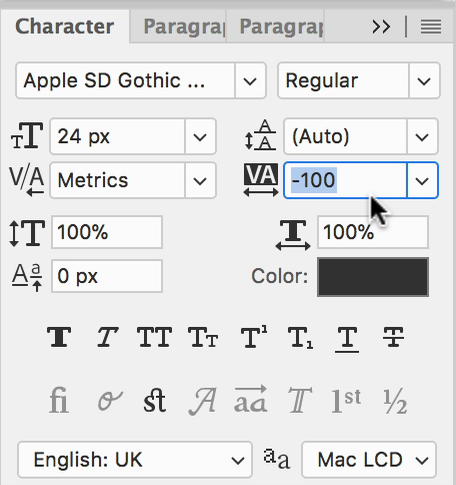 Character Paragra Paragrap
Apple SD Gothic ... Regular
24 px (Auto)
Metrics -100
100% 100%
0 px Color:
T T TT Tt T¹ T₁ T T
fi st A aa T 1st ½
English: UK aa Mac LCD